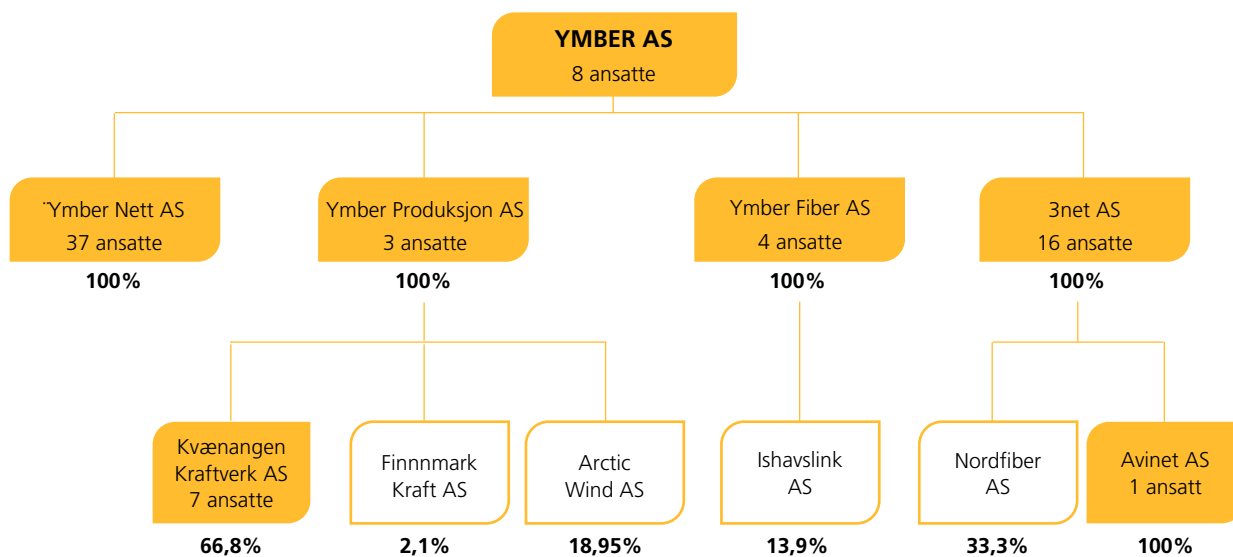 YMBER AS
8 ansatte
¨Ymber Nett AS
37 ansatte
100%
Ymber Produksjon AS
3 ansatte
100%
Ymber Fiber AS
4 ansatte
100%
3net AS
16 ansatte
100%
Kvænangen
Kraftverk AS
7 ansatte
66,8%
Finnnmark
Kraft AS
2,1%
Arctic
Wind AS
18,95%
Ishavslink
AS
13,9%
Nordfiber
AS
33,3%
Avinet AS
1 ansatt
100%